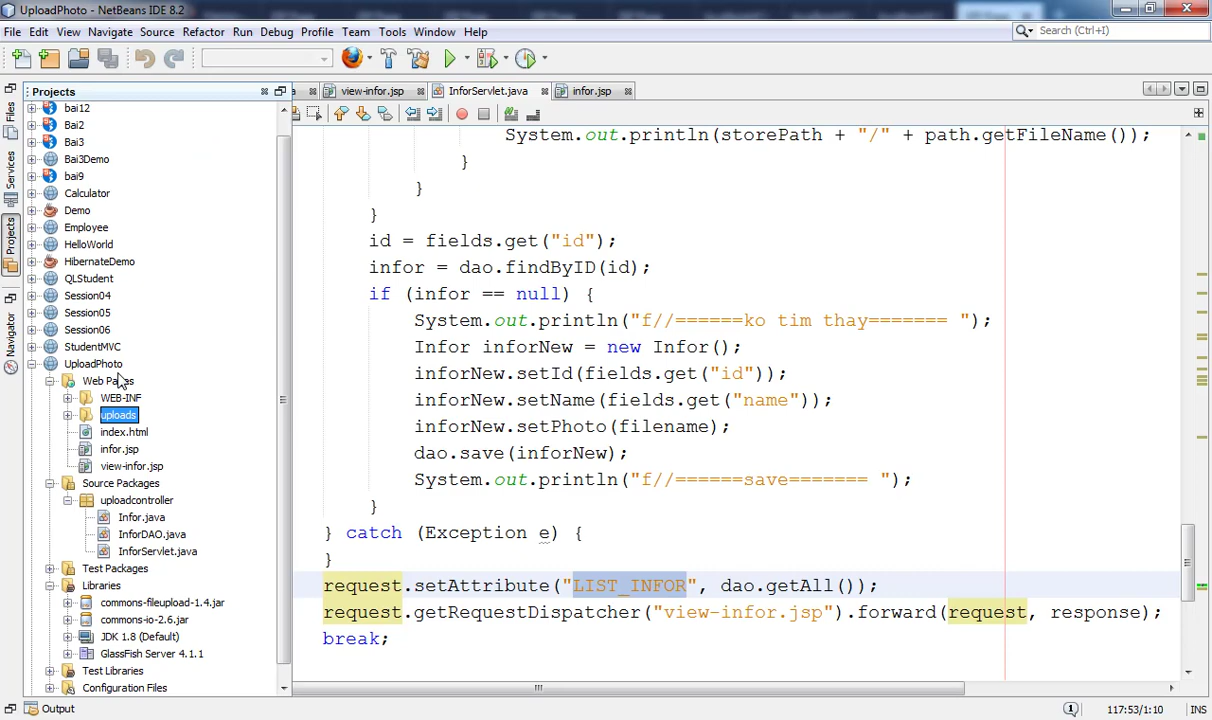 UploadPhoto - NetBeans IDE 8.2
File Edit View Navigate Source Refactor Run Debug Profile Team Tools Window Help
Search (Ctrl+I)
Projects
view-infor.jsp
InforServlet.java
infor.jsp
Files
Services
Projects
Navigator
bai12
Bai2
Bai3
Bai3Demo
bai9
Calculator
Demo
Employee
HelloWorld
HibernateDemo
QLStudent
Session04
Session05
Session06
StudentMVC
UploadPhoto
Web Pages
WEB-INF
uploads
index.html
infor.jsp
view-infor.jsp
Source Packages
uploadcontroller
Infor.java
InforDAO.java
InforServlet.java
Test Packages
Libraries
commons-fileupload-1.4.jar
commons-io-2.6.jar
JDK 1.8 (Default)
GlassFish Server 4.1.1
Test Libraries
Configuration Files
System.out.println(storePath + "/" + path.getFileName());
}
}
}
id = fields.get("id");
infor = dao.findByID(id);
if (infor == null) {
System.out.println("f//======ko tim thay======= ");
Infor inforNew = new Infor();
inforNew.setId(fields.get("id"));
inforNew.setName(fields.get("name"));
inforNew.setPhoto(filename);
dao.save(inforNew);
System.out.println("f//======save======= ");
}
} catch (Exception e) {
}
request.setAttribute("LIST_INFOR", dao.getAll());
request.getRequestDispatcher("view-infor.jsp").forward(request, response);
break;
Output
117:53/1:10
INS